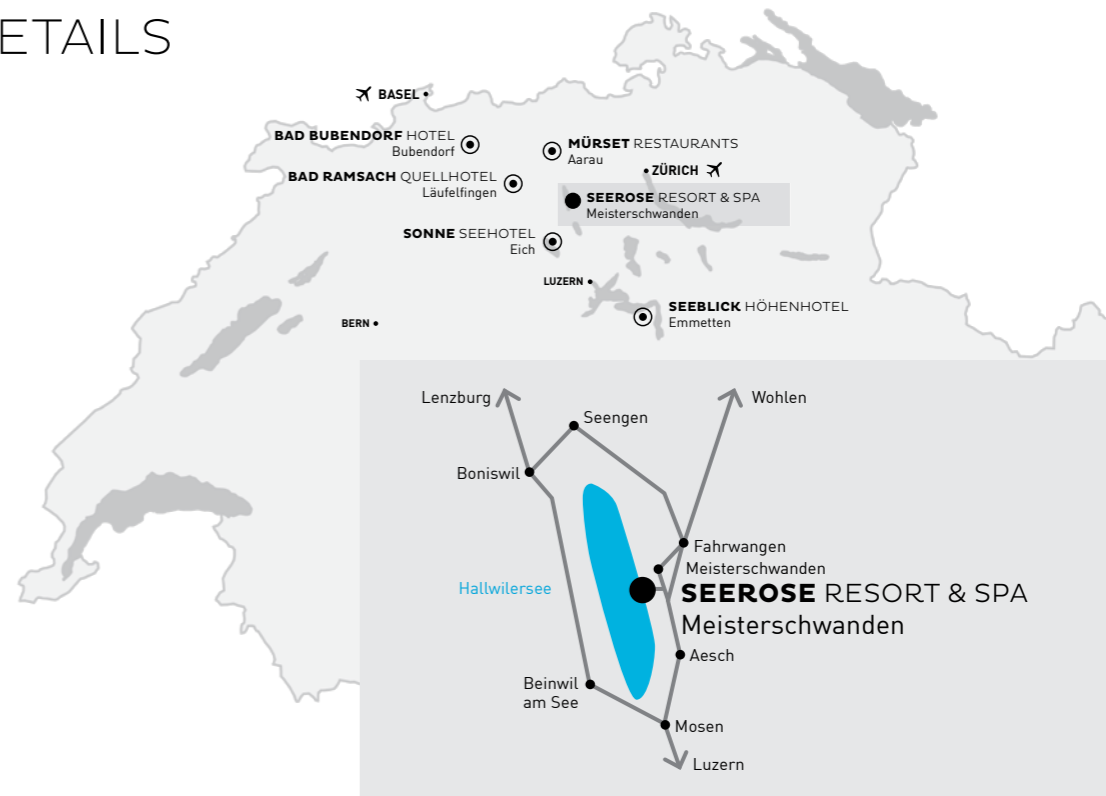 ETAILS
BASEL
BAD BUBENDORF HOTEL
Bubendorf
MÜRSET RESTAURANTS
Aarau
ZÜRICH
BAD RAMSACH QUELLHOTEL
Läufelfingen
SEEROSE RESORT & SPA
Meisterschwanden
SONNE SEEHOTEL
Eich
LUZERN
SEEBLICK HÖHENHOTEL
Emmetten
BERN
Lenzburg
Wohlen
Seengen
Boniswil
Fahrwangen
Meisterschwanden
Hallwilersee
SEEROSE RESORT & SPA
Meisterschwanden
Aesch
Beinwil
am See
Mosen
Luzern